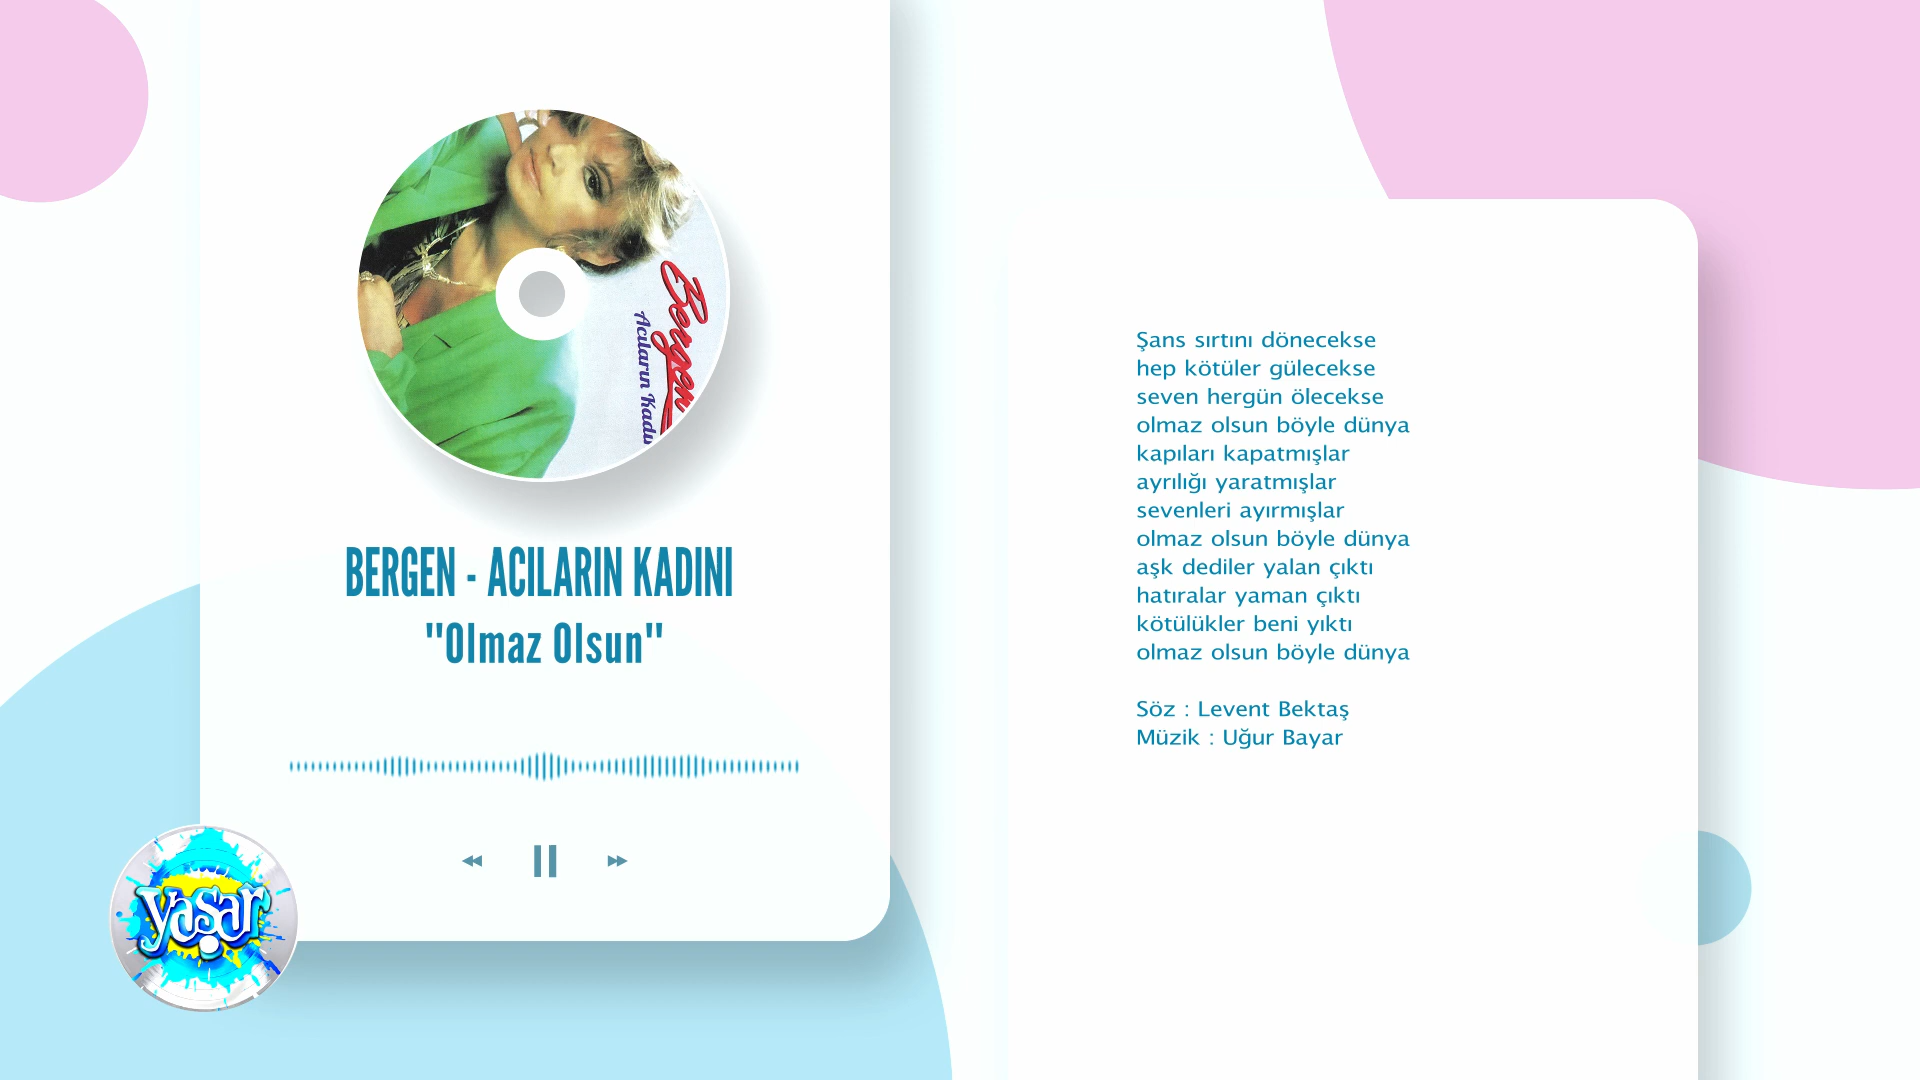 Bergen
Acıların
BERGEN - ACILARIN KADINI
"Olmaz Olsun"
yaşar
Şans sırtını dönecekse
hep kötüler gülecekse
seven hergün ölecekse
olmaz olsun böyle dünya
kapıları kapatmışlar
ayrılığı yaratmışlar
sevenleri ayırmışlar
olmaz olsun böyle dünya
aşk dediler yalan çıktı
hatıralar yaman çıktı
kötülükler beni yıktı
olmaz olsun böyle dünya
Söz : Levent Bektaş
Müzik : Uğur Bayar